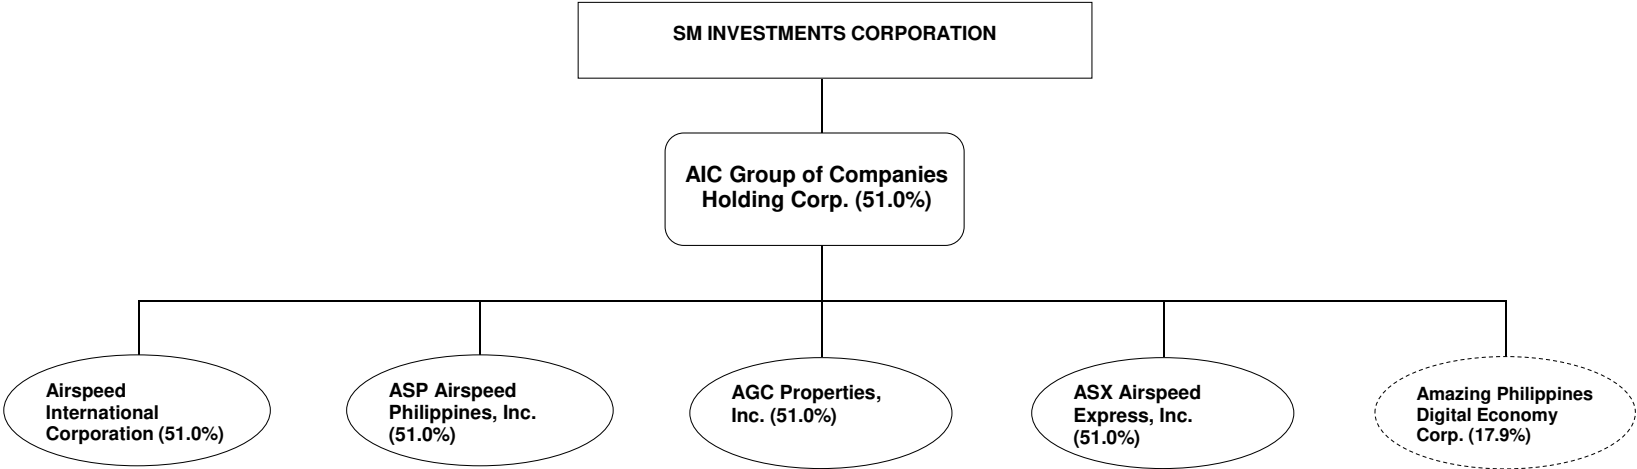 SM INVESTMENTS CORPORATION
AIC Group of Companies
Holding Corp. (51.0%)
Airspeed
International
Corporation (51.0%)
ASP Airspeed
Philippines, Inc.
(51.0%)
AGC Properties,
Inc. (51.0%)
ASX Airspeed
Express, Inc.
(51.0%)
Amazing Philippines
Digital Economy
Corp. (17.9%)